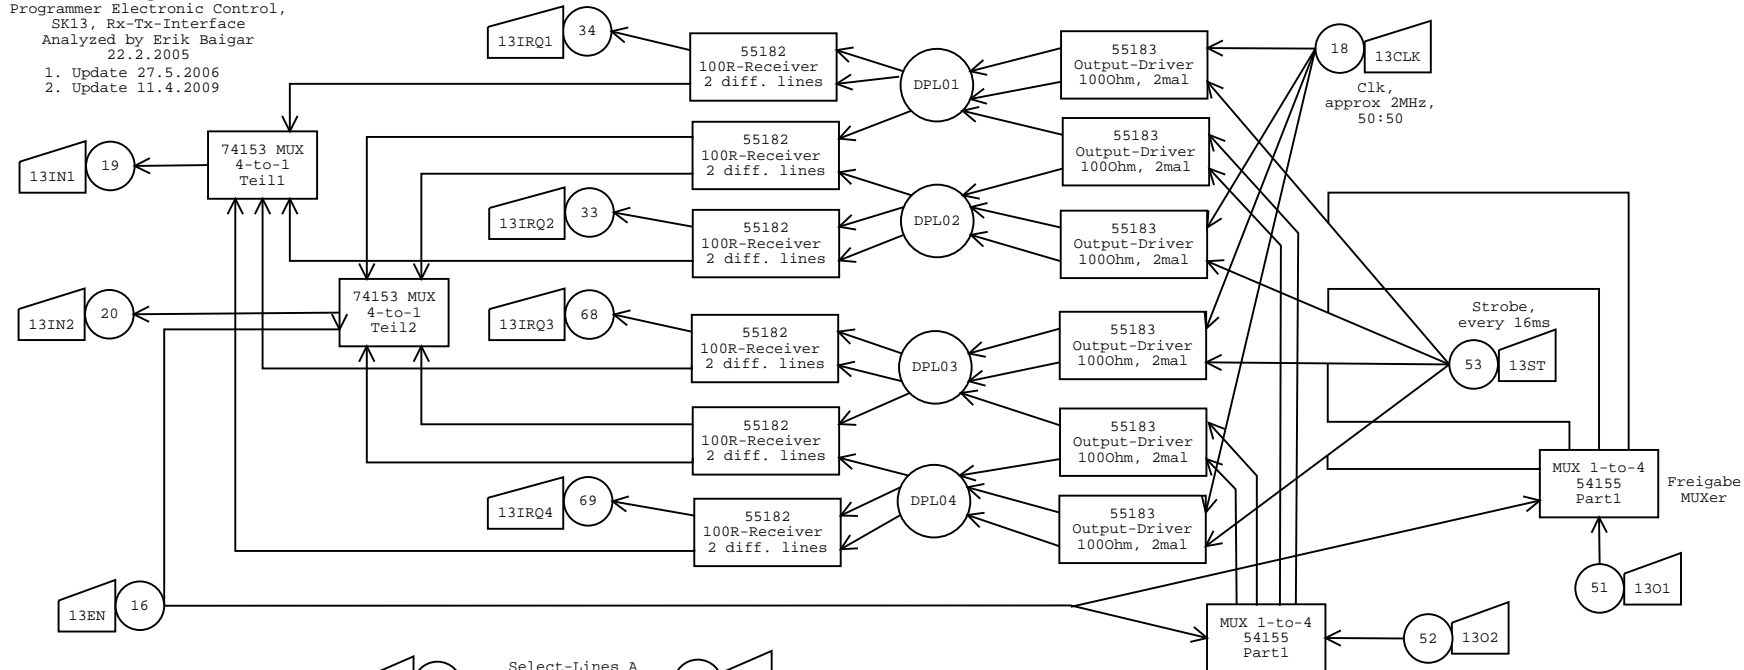 Programmer Electronic Control,
SK13, Rx-Tx-Interface
Analyzed by Erik Baigar
22.2.2005
1. Update 27.5.2006
2. Update 11.4.2009
13IRQ1
34
55182
100R-Receiver
2 diff. lines
DPL01
55183
Output-Driver
100Ohm, 2mal
18
13CLK
Clk,
approx 2MHz,
50:50
13IN1
19
74153 MUX
4-to-1
Teil1
55182
100R-Receiver
2 diff. lines
55183
Output-Driver
100Ohm, 2mal
13IRQ2
33
55182
100R-Receiver
2 diff. lines
DPL02
55183
Output-Driver
100Ohm, 2mal
13IN2
20
74153 MUX
4-to-1
Teil2
13IRQ3
68
55182
100R-Receiver
2 diff. lines
DPL03
55183
Output-Driver
100Ohm, 2mal
Strobe,
every 16ms
53
13ST
55182
100R-Receiver
2 diff. lines
55183
Output-Driver
100Ohm, 2mal
13IRQ4
69
55182
100R-Receiver
2 diff. lines
DPL04
55183
Output-Driver
100Ohm, 2mal
MUX 1-to-4
54155
Part1
Freigabe
MUXer
51
13O1
13EN
16
MUX 1-to-4
54155
Part1
52
13O2
Select-Lines A